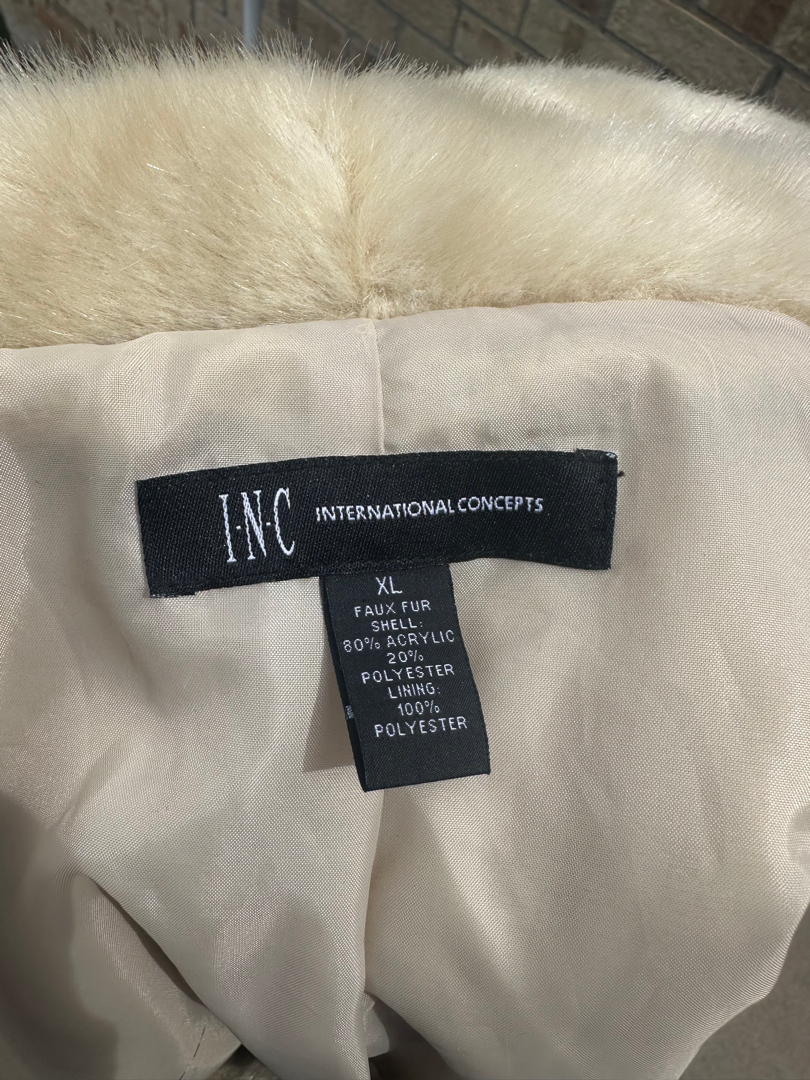 I·N·C INTERNATIONAL CONCEPTS
XL
FAUX FUR
SHELL:
80% ACRYLIC
20%
POLYESTER
LINING:
100%
POLYESTER